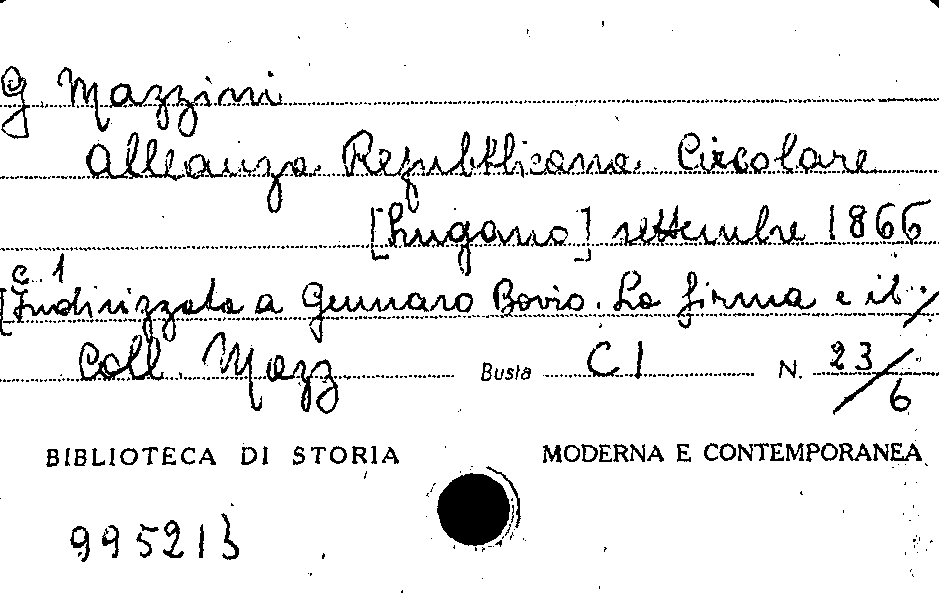 G Mazzini
Alleanza Repubblicana. Circolare
[Lugano] settembre 1866
c. 1
[Indirizzata a Gennaro Bovio. La firma e il ./.
Coll. Mazz Busta C I N. 23/6
BIBLIOTECA DI STORIA MODERNA E CONTEMPORANEA
995213